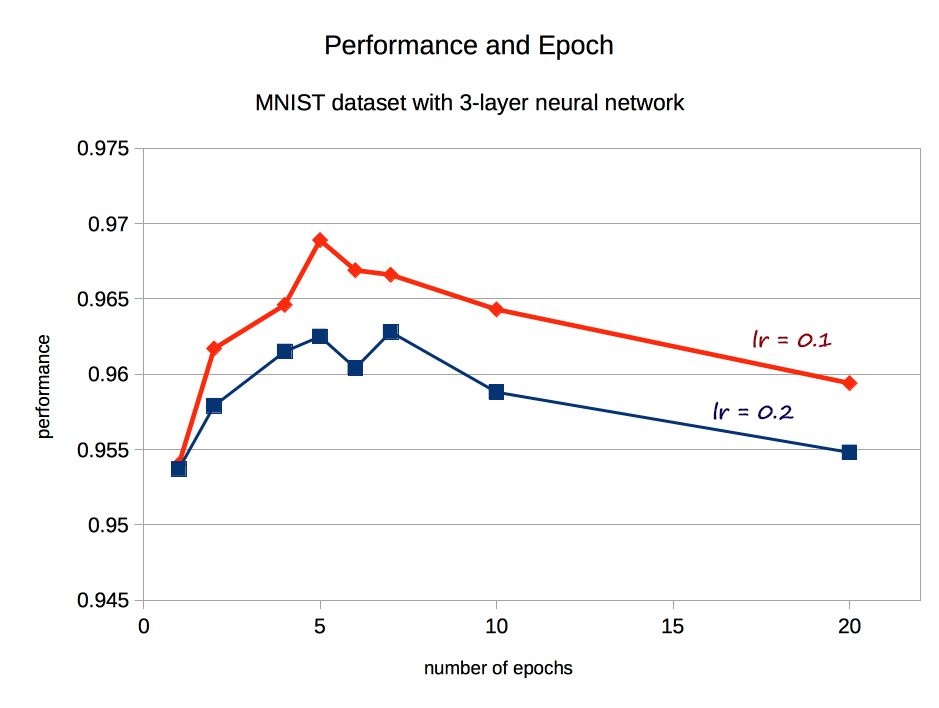 Performance and Epoch
MNIST dataset with 3-layer neural network
0.975
0.97
0.965
0.96
0.955
0.95
0.945
performance
lr = 0.1
lr = 0.2
0 5 10 15 20
number of epochs